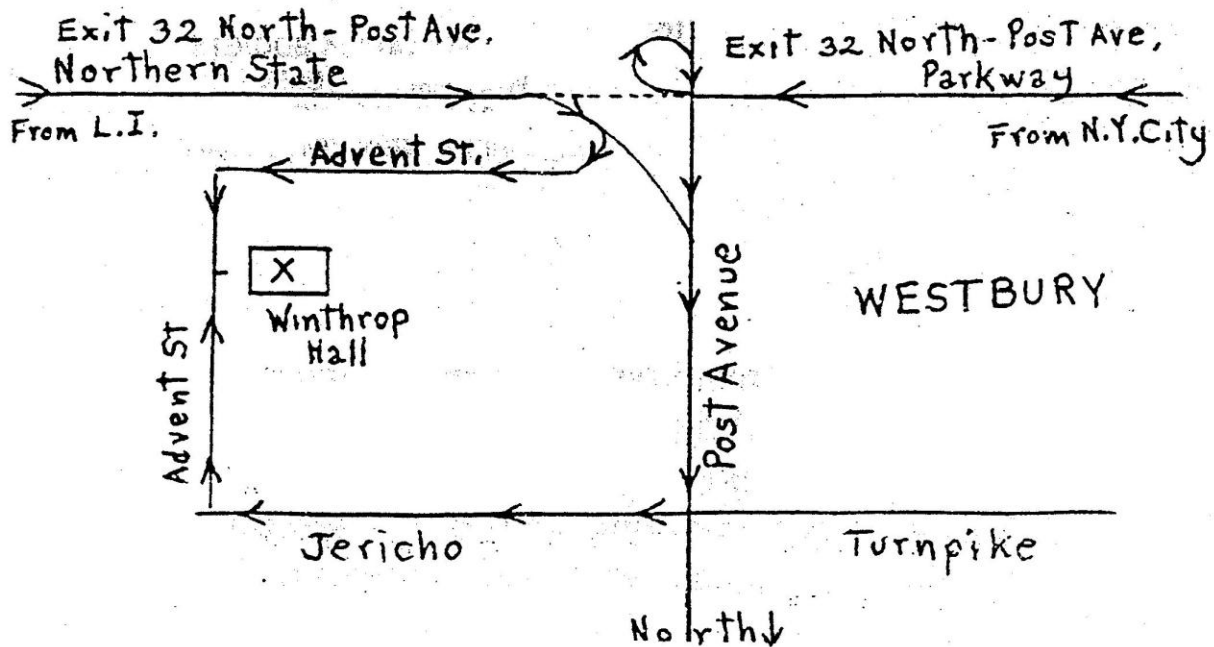 Exit 32 North-Post Ave.
Northern State
Exit 32 North-Post Ave,
Parkway
From L.I.
From N.Y.City
Advent St.
X
Winthrop
Hall
WESTBURY
Advent St
Post Avenue
Jericho
Turnpike
North↓